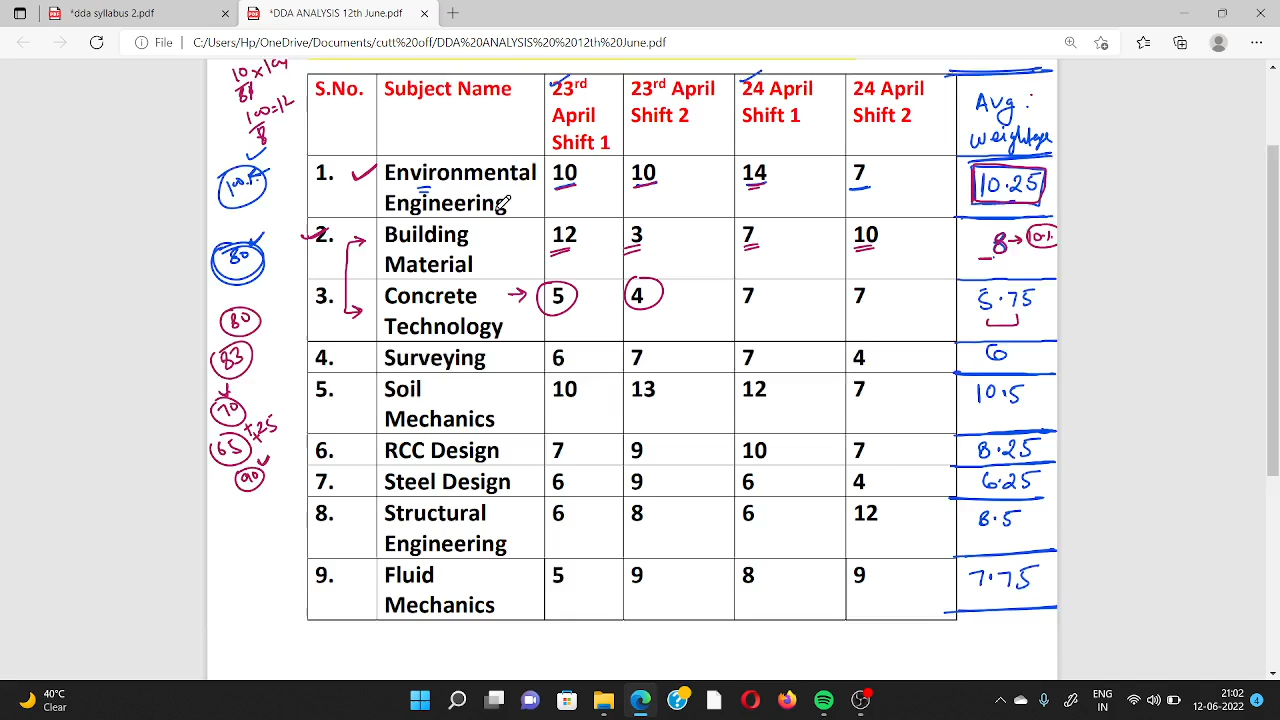 *dda syllabus 2.pdf
*DDA ANALYSIS 12th June.pdf
File C:/Users/Hp/OneDrive/Documents/cutt%20off/DDA%20ANALYSIS%20%2012th%20June.pdf
S.No. Subject Name 23rd April Shift 1 23rd April Shift 2 24 April Shift 1 24 April Shift 2 Avg: weightage
1. Environmental Engineering 10 10 14 7 10.25
2. Building Material 12 3 7 10 8 → 10%
3. Concrete Technology → 5 4 7 7 5.75
4. Surveying 6 7 7 4 6
5. Soil Mechanics 10 13 12 7 10.5
6. RCC Design 7 9 10 7 8.25
7. Steel Design 6 9 6 4 6.25
8. Structural Engineering 6 8 6 12 8.5
9. Fluid Mechanics 5 9 8 9 7.75
100=12
8
80
80
83
70
65 +25
90
40°C
Clear
ENG
IN
21:02
12-06-2022